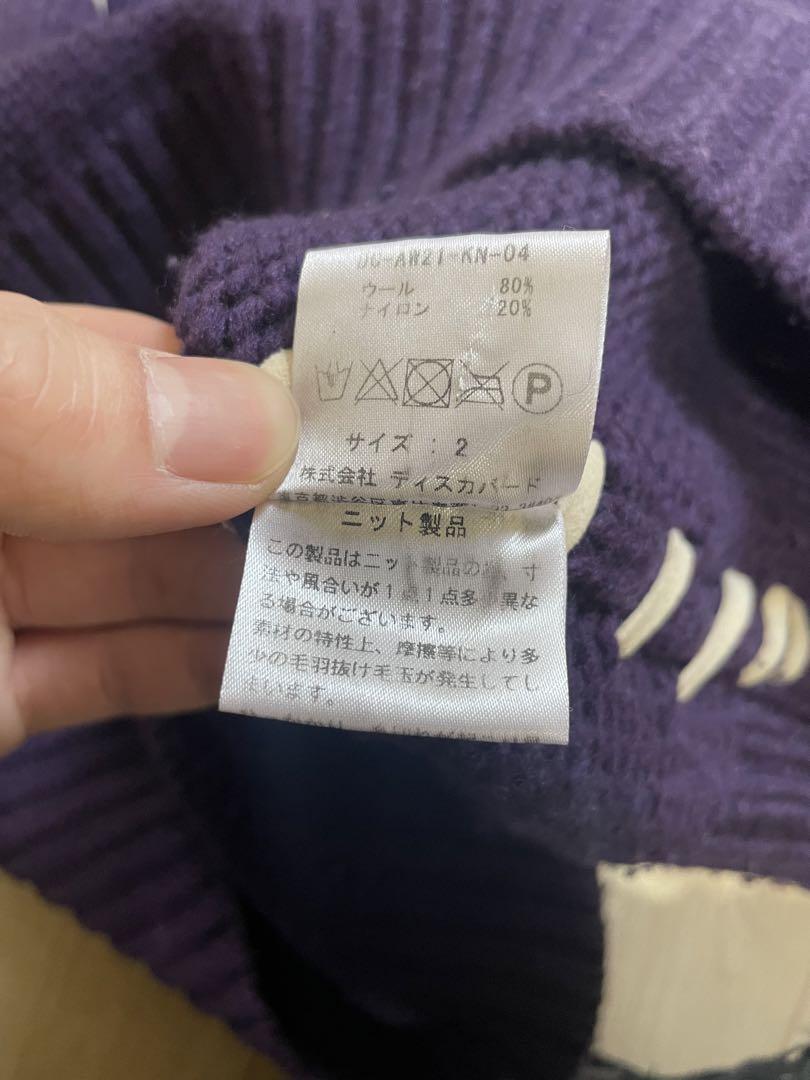 DC-AW21-KN-04
ウール 80%
ナイロン 20%
P
サイズ : 2
株式会社 ディスカバード
ニット製品
この製品はニット製品の為、寸
法や風合いが1点1点多 異な
る場合がございます。
素材の特性上、摩擦等により多
少の毛羽抜け毛玉が発生してし
まいます。